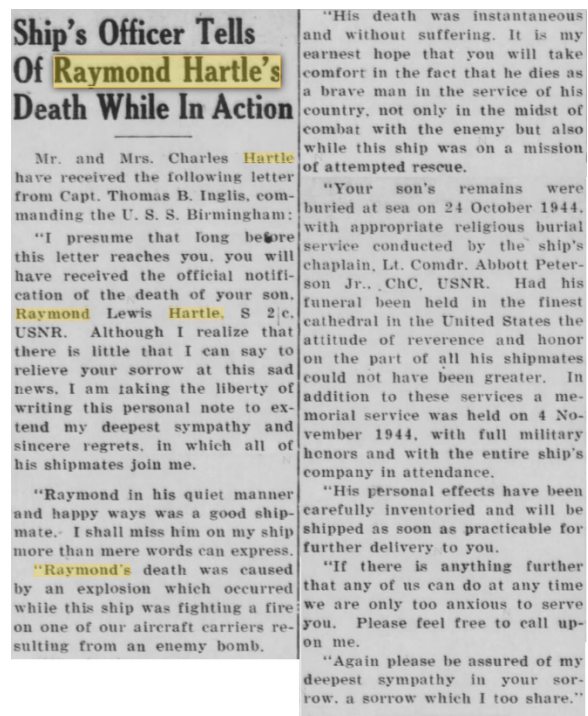 Ship's Officer Tells
Of Raymond Hartle's
Death While In Action
Mr. and Mrs. Charles Hartle
have received the following letter
from Capt. Thomas B. Inglis, com-
manding the U. S. S. Birmingham:
"I presume that long before
this letter reaches you, you will
have received the official notifi-
cation of the death of your son,
Raymond Lewis Hartle, S 2|c.
USNR. Although I realize that
there is little that I can say to
relieve your sorrow at this sad
news, I am taking the liberty of
writing this personal note to ex-
tend my deepest sympathy and
sincere regrets, in which all of
his shipmates join me.
"Raymond in his quiet manner
and happy ways was a good ship-
mate. I shall miss him on my ship
more than mere words can express.
"Raymond's death was caused
by an explosion which occurred
while this ship was fighting a fire
on one of our aircraft carriers re-
sulting from an enemy bomb.
"His death was instantaneous
and without suffering. It is my
earnest hope that you will take
comfort in the fact that he dies as
a brave man in the service of his
country, not only in the midst of
combat with the enemy but also
while this ship was on a mission
of attempted rescue.
"Your son's remains were
buried at sea on 24 October 1944,
with appropriate religious burial
service conducted by the ship's
chaplain, Lt. Comdr. Abbott Peter-
son Jr., ChC, USNR. Had his
funeral been held in the finest
cathedral in the United States the
attitude of reverence and honor
on the part of all his shipmates
could not have been greater. In
addition to these services a me-
morial service was held on 4 No-
vember 1944, with full military
honors and with the entire ship's
company in attendance.
"His personal effects have been
carefully inventoried and will be
shipped as soon as practicable for
further delivery to you.
"If there is anything further
that any of us can do at any time
we are only too anxious to serve
you. Please feel free to call up-
on me.
"Again please be assured of my
deepest sympathy in your sor-
row, a sorrow which I too share."